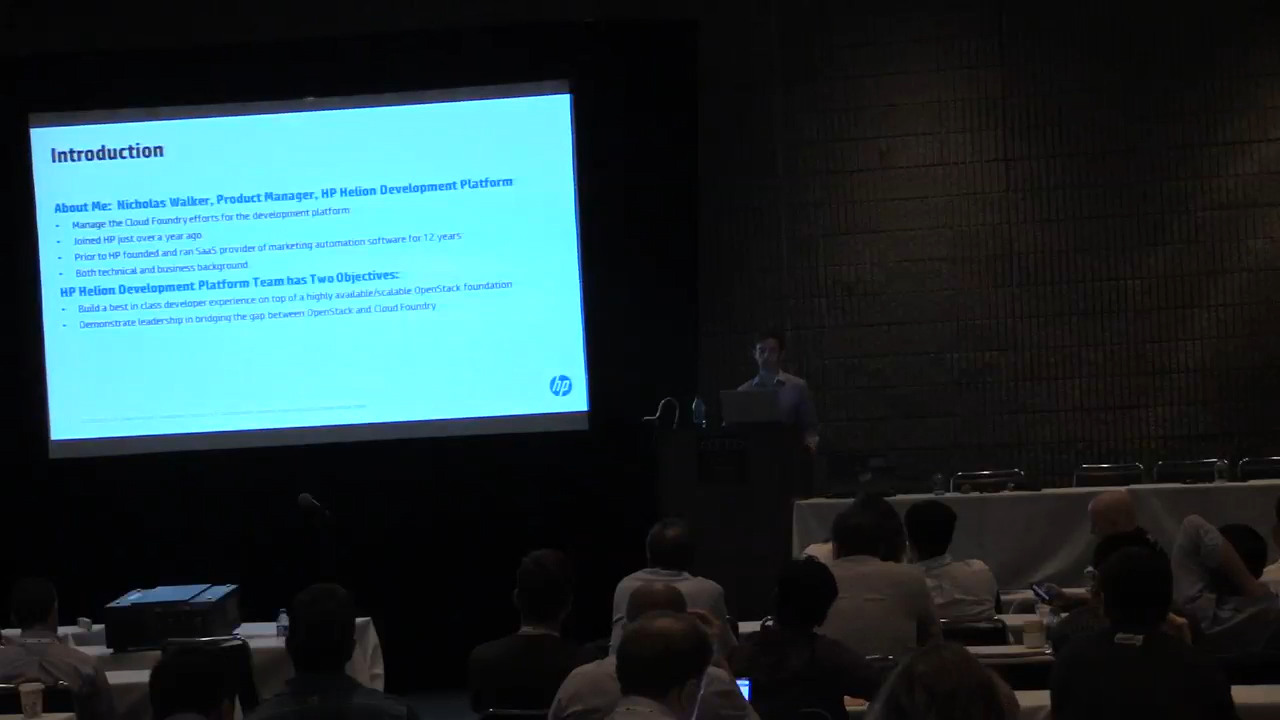 Introduction
About Me: Nicholas Walker, Product Manager, HP Helion Development Platform
- Manage the Cloud Foundry efforts for the development platform
- Joined HP just over a year ago
- Prior to HP founded and ran SaaS provider of marketing automation software for 12 years
- Both technical and business background
HP Helion Development Platform Team has Two Objectives:
- Build a best in class developer experience on top of a highly available/scalable OpenStack foundation
- Demonstrate leadership in bridging the gap between OpenStack and Cloud Foundry
hp